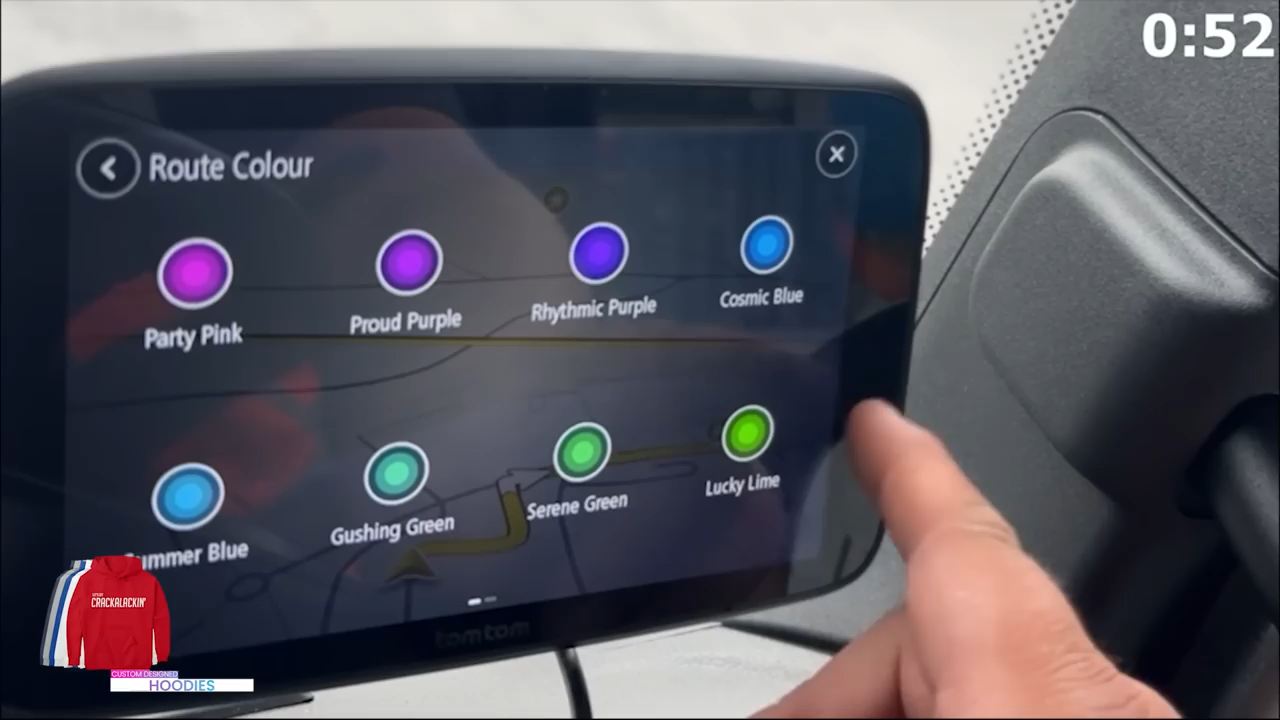 0:52
Route Colour
Party Pink
Proud Purple
Rhythmic Purple
Cosmic Blue
Summer Blue
Gushing Green
Serene Green
Lucky Lime
tomtom
CRACKALACKIN'
CUSTOM DESIGNED
HOODIES